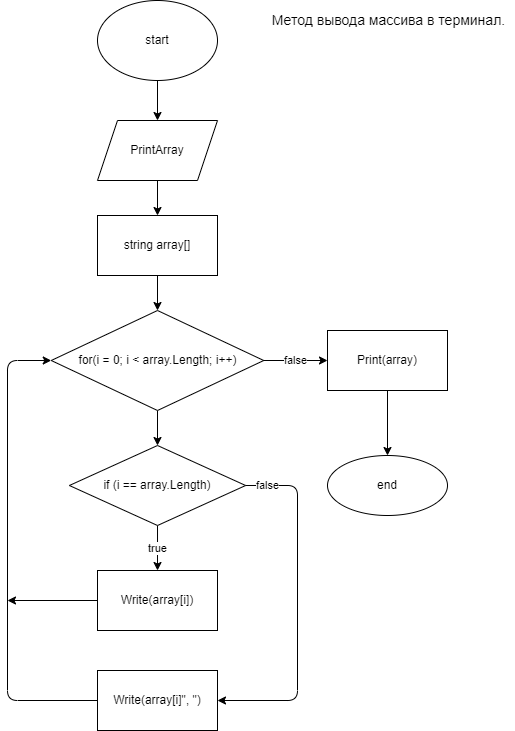 Метод вывода массива в терминал.
start
PrintArray
string array[]
for(i = 0; i < array.Length; i++)
false
Print(array)
if (i == array.Length)
false
end
true
Write(array[i])
Write(array[i]", ")